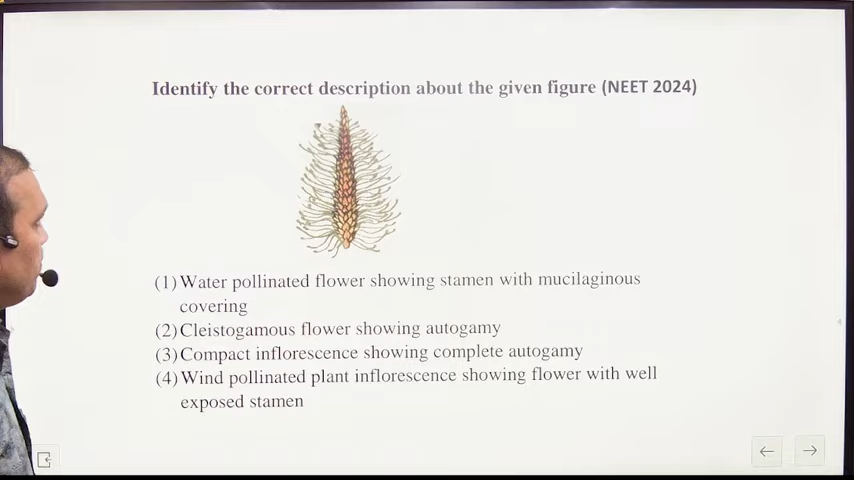 Identify the correct description about the given figure (NEET 2024)
(1) Water pollinated flower showing stamen with mucilaginous
covering
(2) Cleistogamous flower showing autogamy
(3) Compact inflorescence showing complete autogamy
(4) Wind pollinated plant inflorescence showing flower with well
exposed stamen